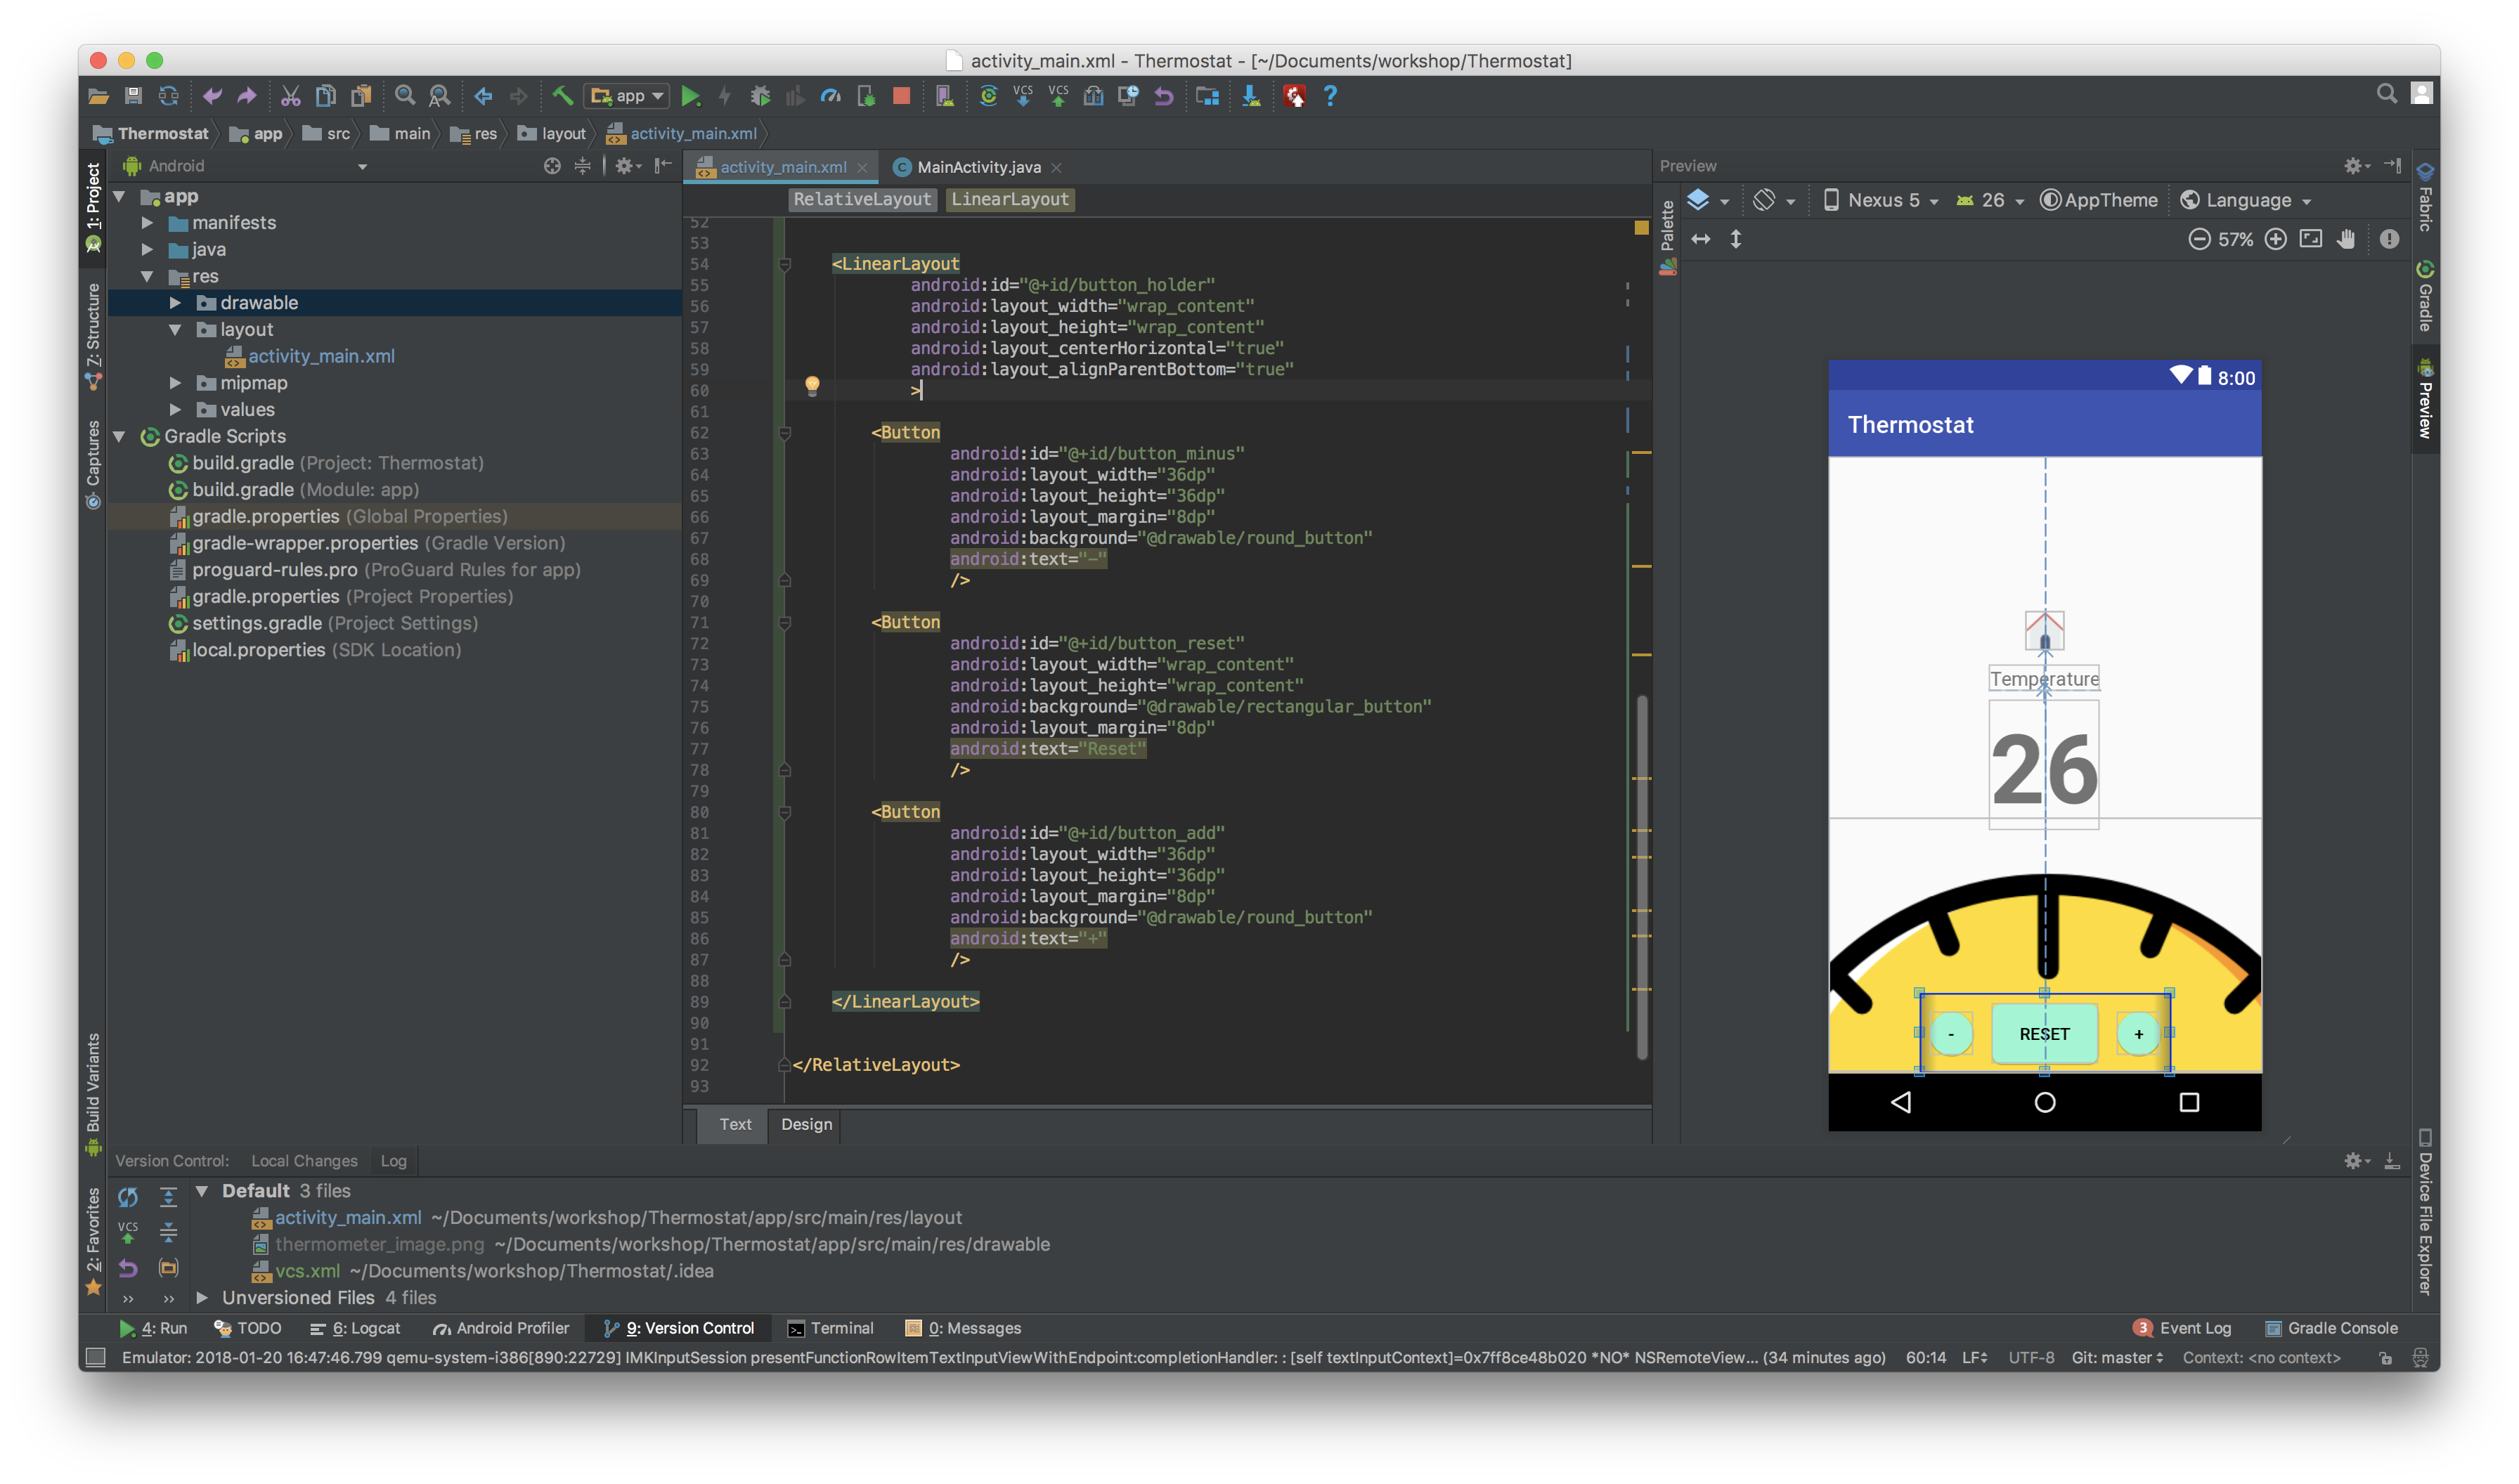 activity_main.xml - Thermostat - [~/Documents/workshop/Thermostat]
app
VCS VCS
?
Thermostat app src main res layout activity_main.xml
1: Project
Z: Structure
Captures
Build Variants
2: Favorites
Android
app
manifests
java
res
drawable
layout
activity_main.xml
mipmap
values
Gradle Scripts
build.gradle (Project: Thermostat)
build.gradle (Module: app)
gradle.properties (Global Properties)
gradle-wrapper.properties (Gradle Version)
proguard-rules.pro (ProGuard Rules for app)
gradle.properties (Project Properties)
settings.gradle (Project Settings)
local.properties (SDK Location)
activity_main.xml MainActivity.java
RelativeLayout LinearLayout
52
53
54 <LinearLayout
55 android:id="@+id/button_holder"
56 android:layout_width="wrap_content"
57 android:layout_height="wrap_content"
58 android:layout_centerHorizontal="true"
59 android:layout_alignParentBottom="true"
60 >
61
62 <Button
63 android:id="@+id/button_minus"
64 android:layout_width="36dp"
65 android:layout_height="36dp"
66 android:layout_margin="8dp"
67 android:background="@drawable/round_button"
68 android:text="-"
69 />
70
71 <Button
72 android:id="@+id/button_reset"
73 android:layout_width="wrap_content"
74 android:layout_height="wrap_content"
75 android:background="@drawable/rectangular_button"
76 android:layout_margin="8dp"
77 android:text="Reset"
78 />
79
80 <Button
81 android:id="@+id/button_add"
82 android:layout_width="36dp"
83 android:layout_height="36dp"
84 android:layout_margin="8dp"
85 android:background="@drawable/round_button"
86 android:text="+"
87 />
88
89 </LinearLayout>
90
91
92 </RelativeLayout>
93
Text Design
Preview
Palette
Nexus 5 26 AppTheme Language
57%
8:00
Thermostat
Temperature
26
- RESET +
Fabric
Gradle
Preview
Device File Explorer
Version Control: Local Changes Log
VCS
Default 3 files
activity_main.xml ~/Documents/workshop/Thermostat/app/src/main/res/layout
thermometer_image.png ~/Documents/workshop/Thermostat/app/src/main/res/drawable
vcs.xml ~/Documents/workshop/Thermostat/.idea
Unversioned Files 4 files
4: Run TODO 6: Logcat Android Profiler 9: Version Control Terminal 0: Messages 3 Event Log Gradle Console
Emulator: 2018-01-20 16:47:46.799 qemu-system-i386[890:22729] IMKInputSession presentFunctionRowItemTextInputViewWithEndpoint:completionHandler: : [self textInputContext]=0x7ff8ce48b020 *NO* NSRemoteView... (34 minutes ago) 60:14 LF UTF-8 Git: master Context: <no context>